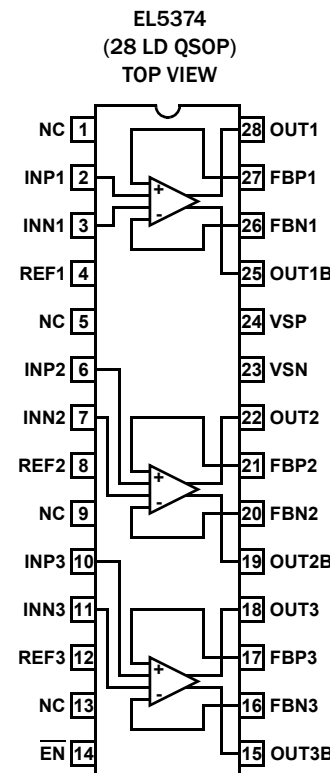 EL5374
(28 LD QSOP)
TOP VIEW
NC 1
28 OUT1
INP1 2
27 FBP1
INN1 3
26 FBN1
REF1 4
25 OUT1B
NC 5
24 VSP
INP2 6
23 VSN
INN2 7
22 OUT2
REF2 8
21 FBP2
NC 9
20 FBN2
INP3 10
19 OUT2B
INN3 11
18 OUT3
REF3 12
17 FBP3
NC 13
16 FBN3
EN 14
15 OUT3B
+
-
+
-
+
-